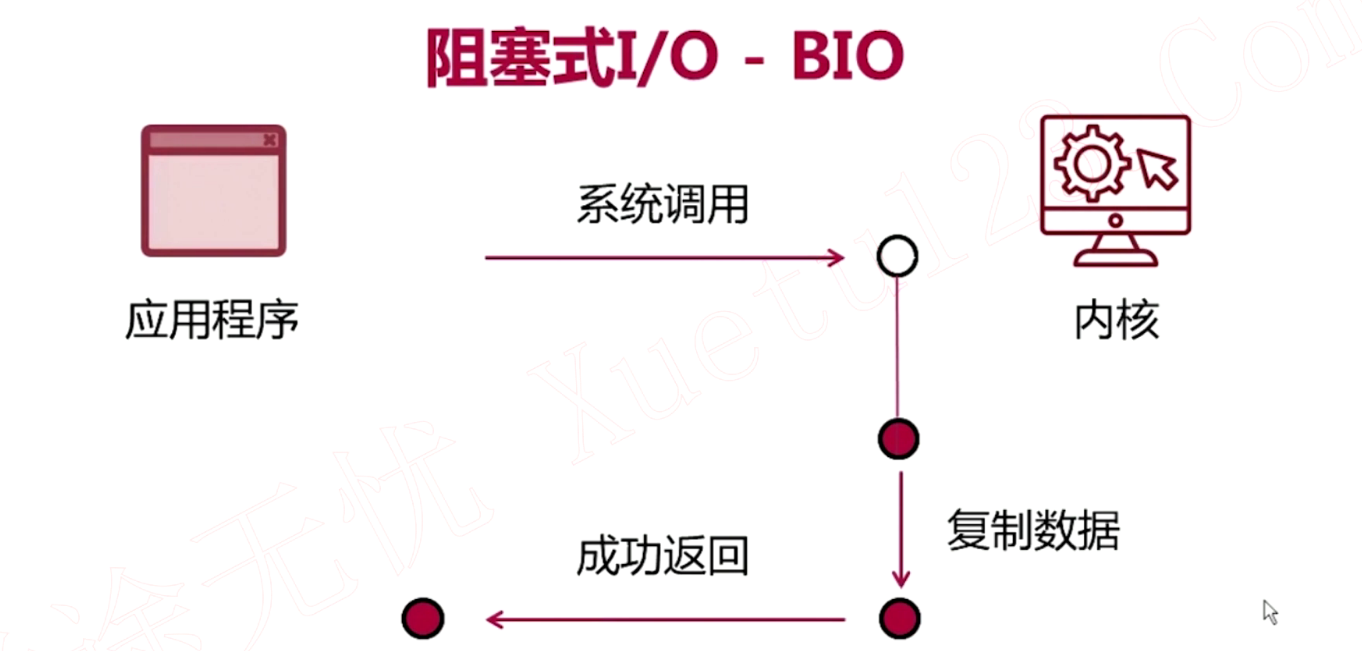 阻塞式I/O - BIO
系统调用
应用程序
内核
复制数据
成功返回
涂无忧 Xuetu123.Com